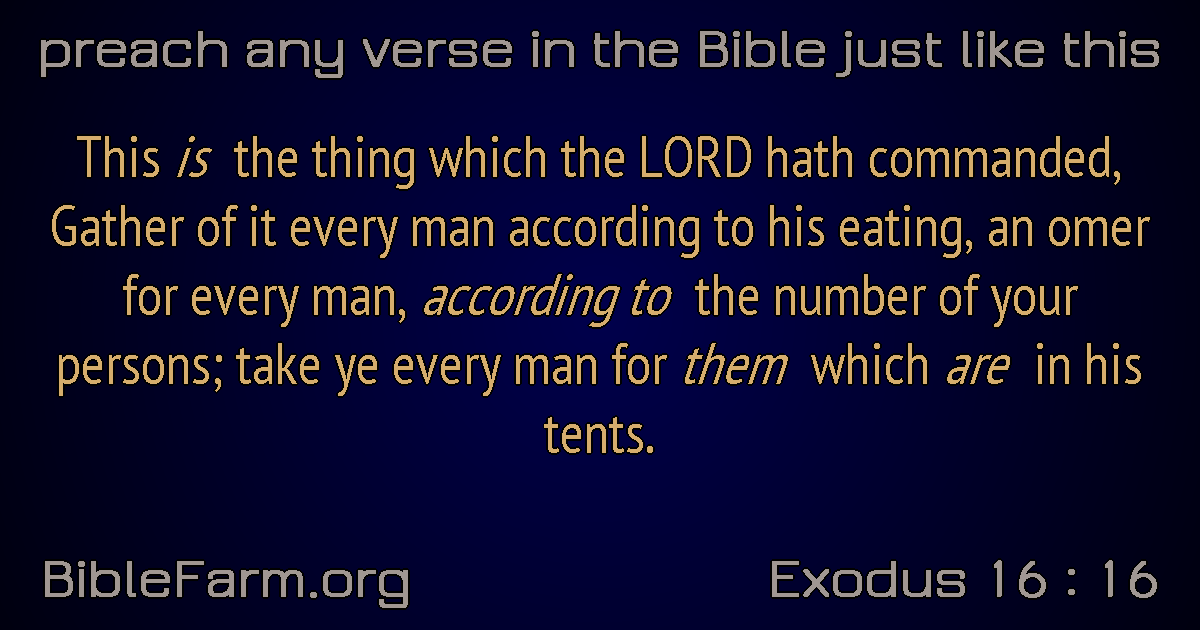 preach any verse in the Bible just like this
This is the thing which the LORD hath commanded,
Gather of it every man according to his eating, an omer
for every man, according to the number of your
persons; take ye every man for them which are in his
tents.
BibleFarm.org
Exodus 16 : 16